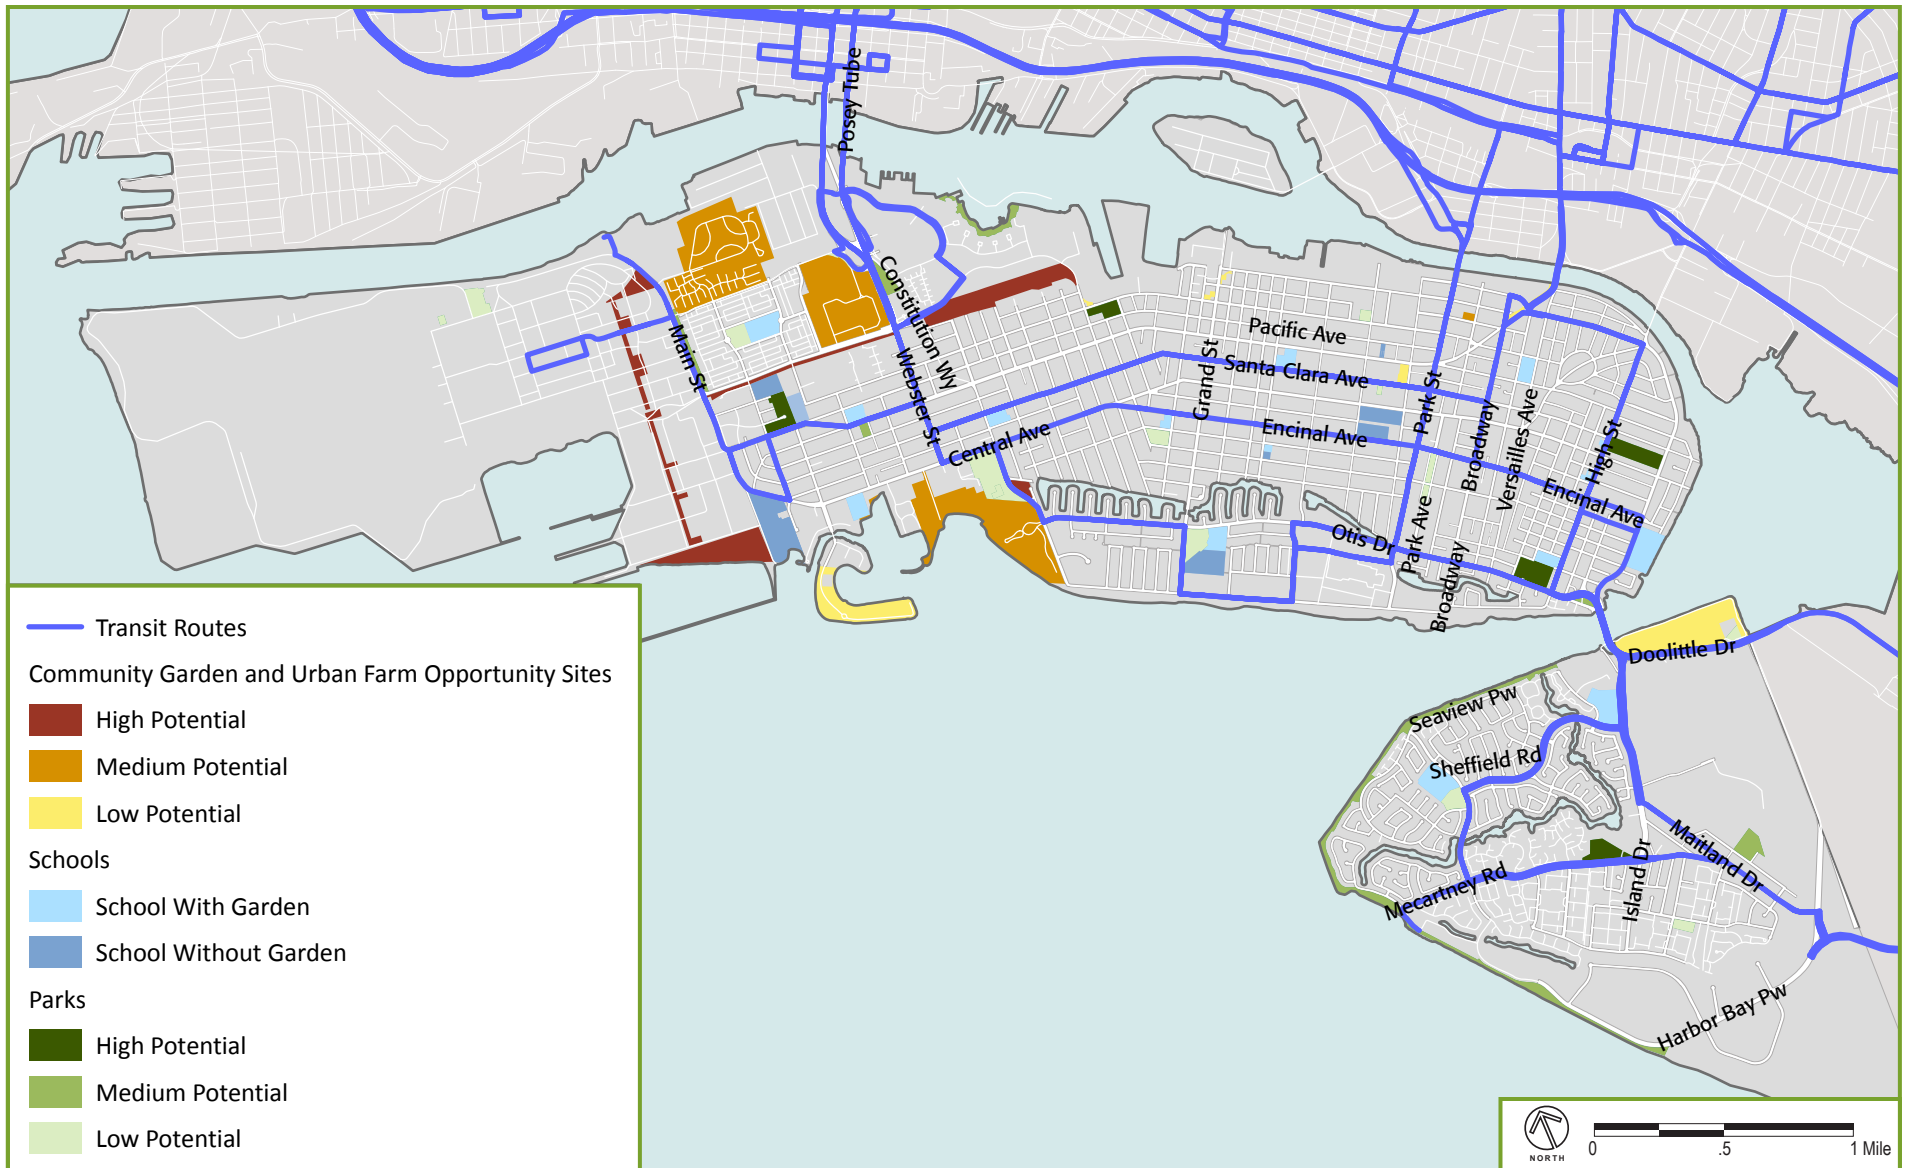 Posey Tube
Constitution Wy
Main St
Webster St
Central Ave
Pacific Ave
Grand St
Santa Clara Ave
Encinal Ave
Park St
Broadway
Versailles Ave
High St
Encinal Ave
Otis Dr
Park Ave
Broadway
Doolittle Dr
Seaview Pw
Sheffield Rd
Maitland Dr
Mecartney Rd
Island Dr
Harbor Bay Pw
Transit Routes
Community Garden and Urban Farm Opportunity Sites
High Potential
Medium Potential
Low Potential
Schools
School With Garden
School Without Garden
Parks
High Potential
Medium Potential
Low Potential
NORTH
0 .5 1 Mile